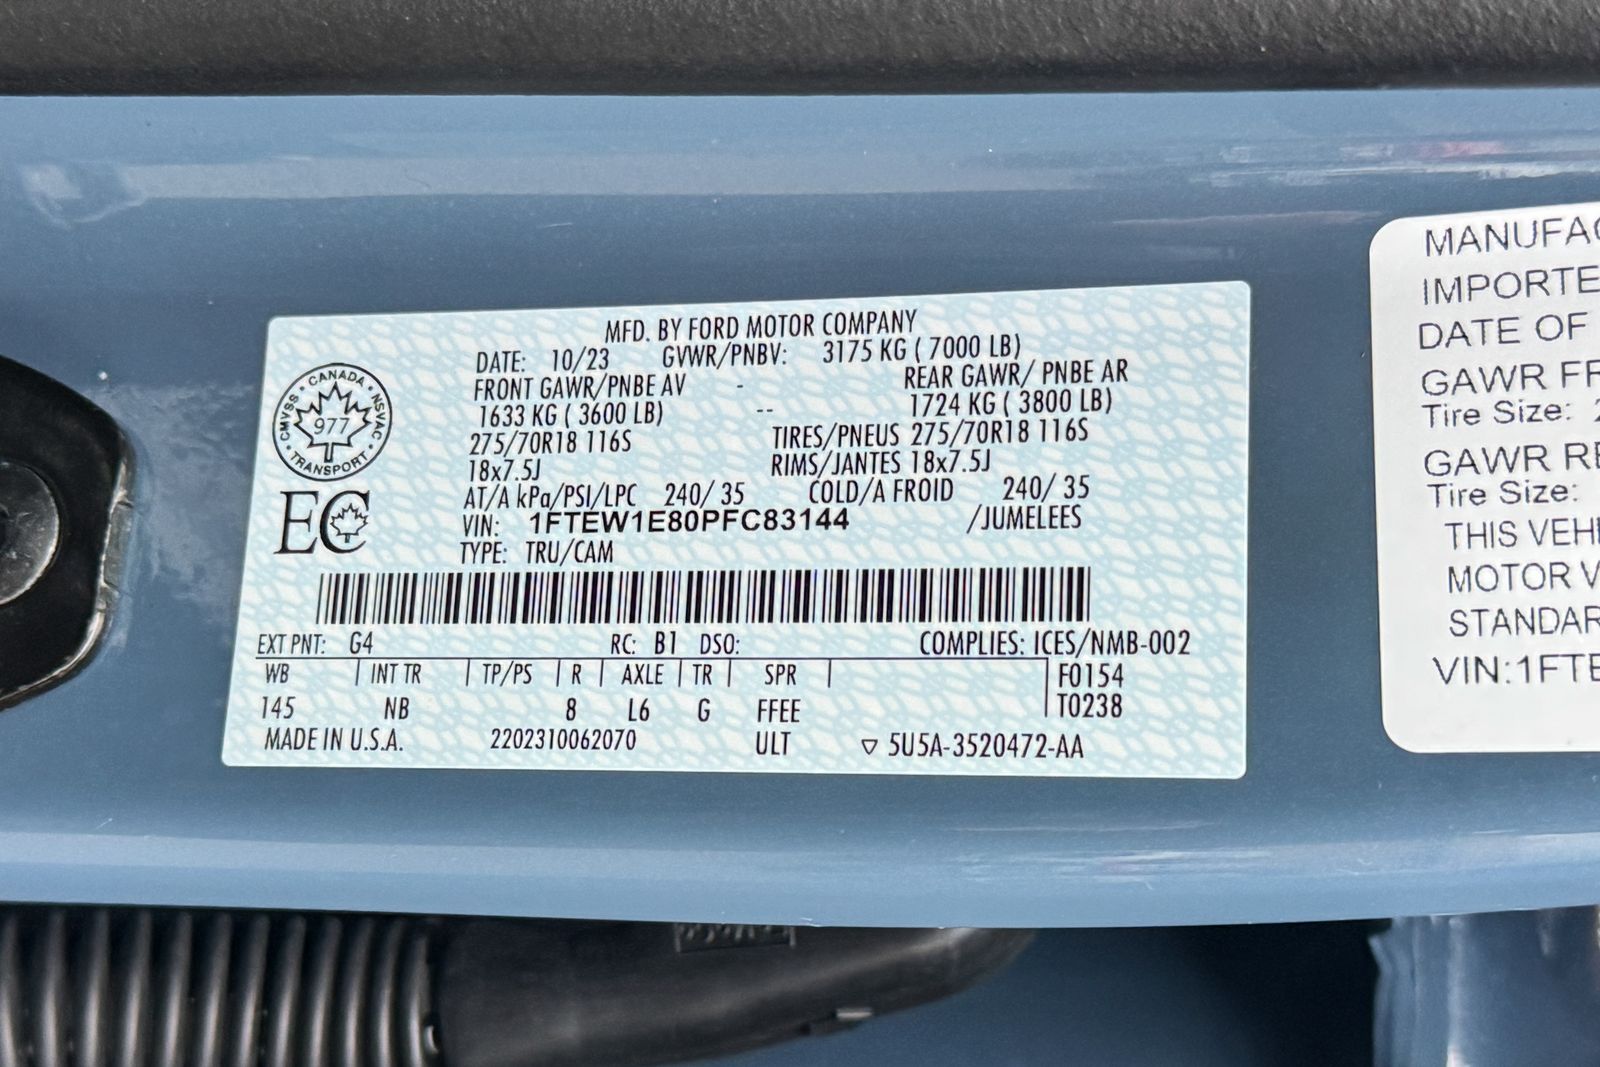 MFD. BY FORD MOTOR COMPANY
DATE: 10/23 GVWR/PNBV: 3175 KG ( 7000 LB)
FRONT GAWR/PNBE AV - REAR GAWR/ PNBE AR
1633 KG ( 3600 LB) -- 1724 KG ( 3800 LB)
275/70R18 116S TIRES/PNEUS 275/70R18 116S
18x7.5J RIMS/JANTES 18x7.5J
AT/A kPa/PSI/LPC 240/ 35 COLD/A FROID 240/ 35
VIN: 1FTEW1E80PFC83144 /JUMELEES
TYPE: TRU/CAM
CANADA
CMVSS NSVAC
977
TRANSPORT
EC
EXT PNT: G4 RC: B1 DSO: COMPLIES: ICES/NMB-002
WB | INT TR | TP/PS | R | AXLE | TR | SPR | F0154
145 NB 8 L6 G FFEE T0238
MADE IN U.S.A. 2202310062070 ULT ▽ 5U5A-3520472-AA
MANUFAC
IMPORTE
DATE OF
GAWR FR
Tire Size: 2
GAWR RE
Tire Size:
THIS VEHI
MOTOR V
STANDAR
VIN:1FTE